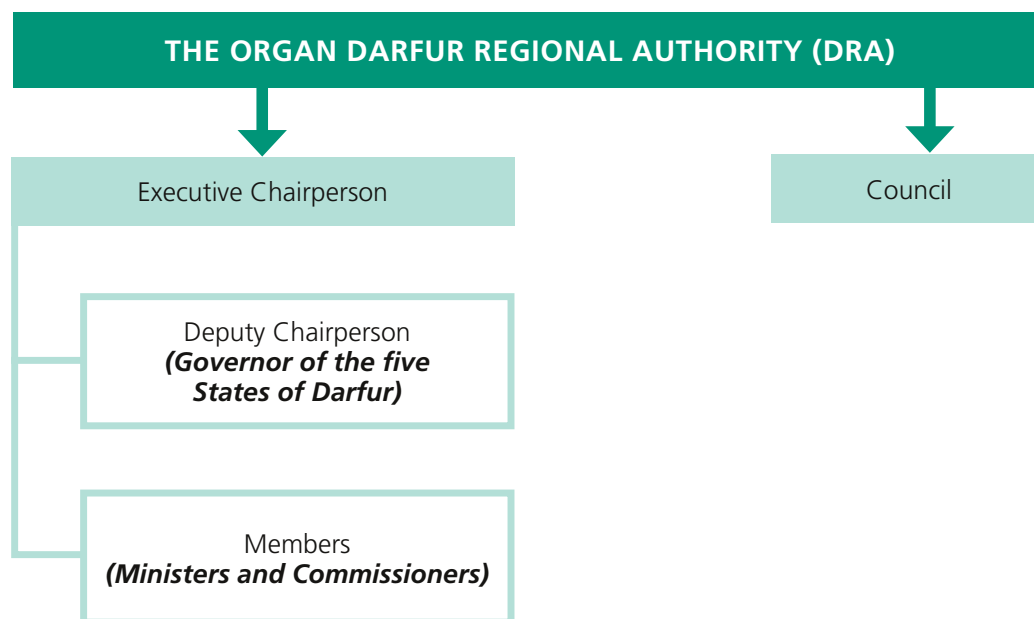 THE ORGAN DARFUR REGIONAL AUTHORITY (DRA)
Executive Chairperson
Council
Deputy Chairperson
(Governor of the five
States of Darfur)
Members
(Ministers and Commissioners)